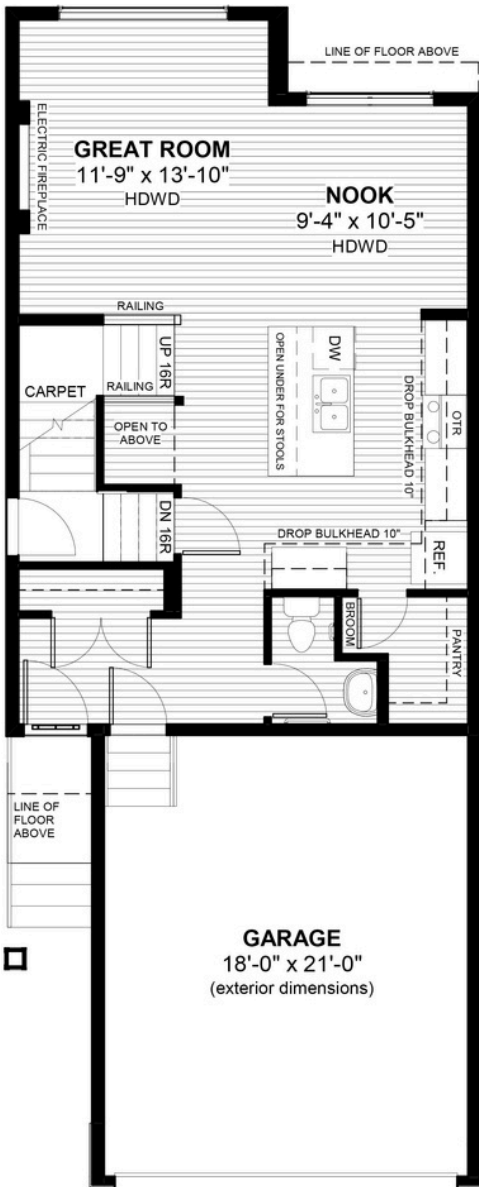 LINE OF FLOOR ABOVE
ELECTRIC FIREPLACE
GREAT ROOM
11'-9" x 13'-10"
HDWD
NOOK
9'-4" x 10'-5"
HDWD
RAILING
UP 16R
CARPET
RAILING
OPEN TO
ABOVE
DN 16R
OPEN UNDER FOR STOOLS
DW
DROP BULKHEAD 10"
OTR
DROP BULKHEAD 10"
REF.
BROOM
PANTRY
LINE OF
FLOOR
ABOVE
GARAGE
18'-0" x 21'-0"
(exterior dimensions)